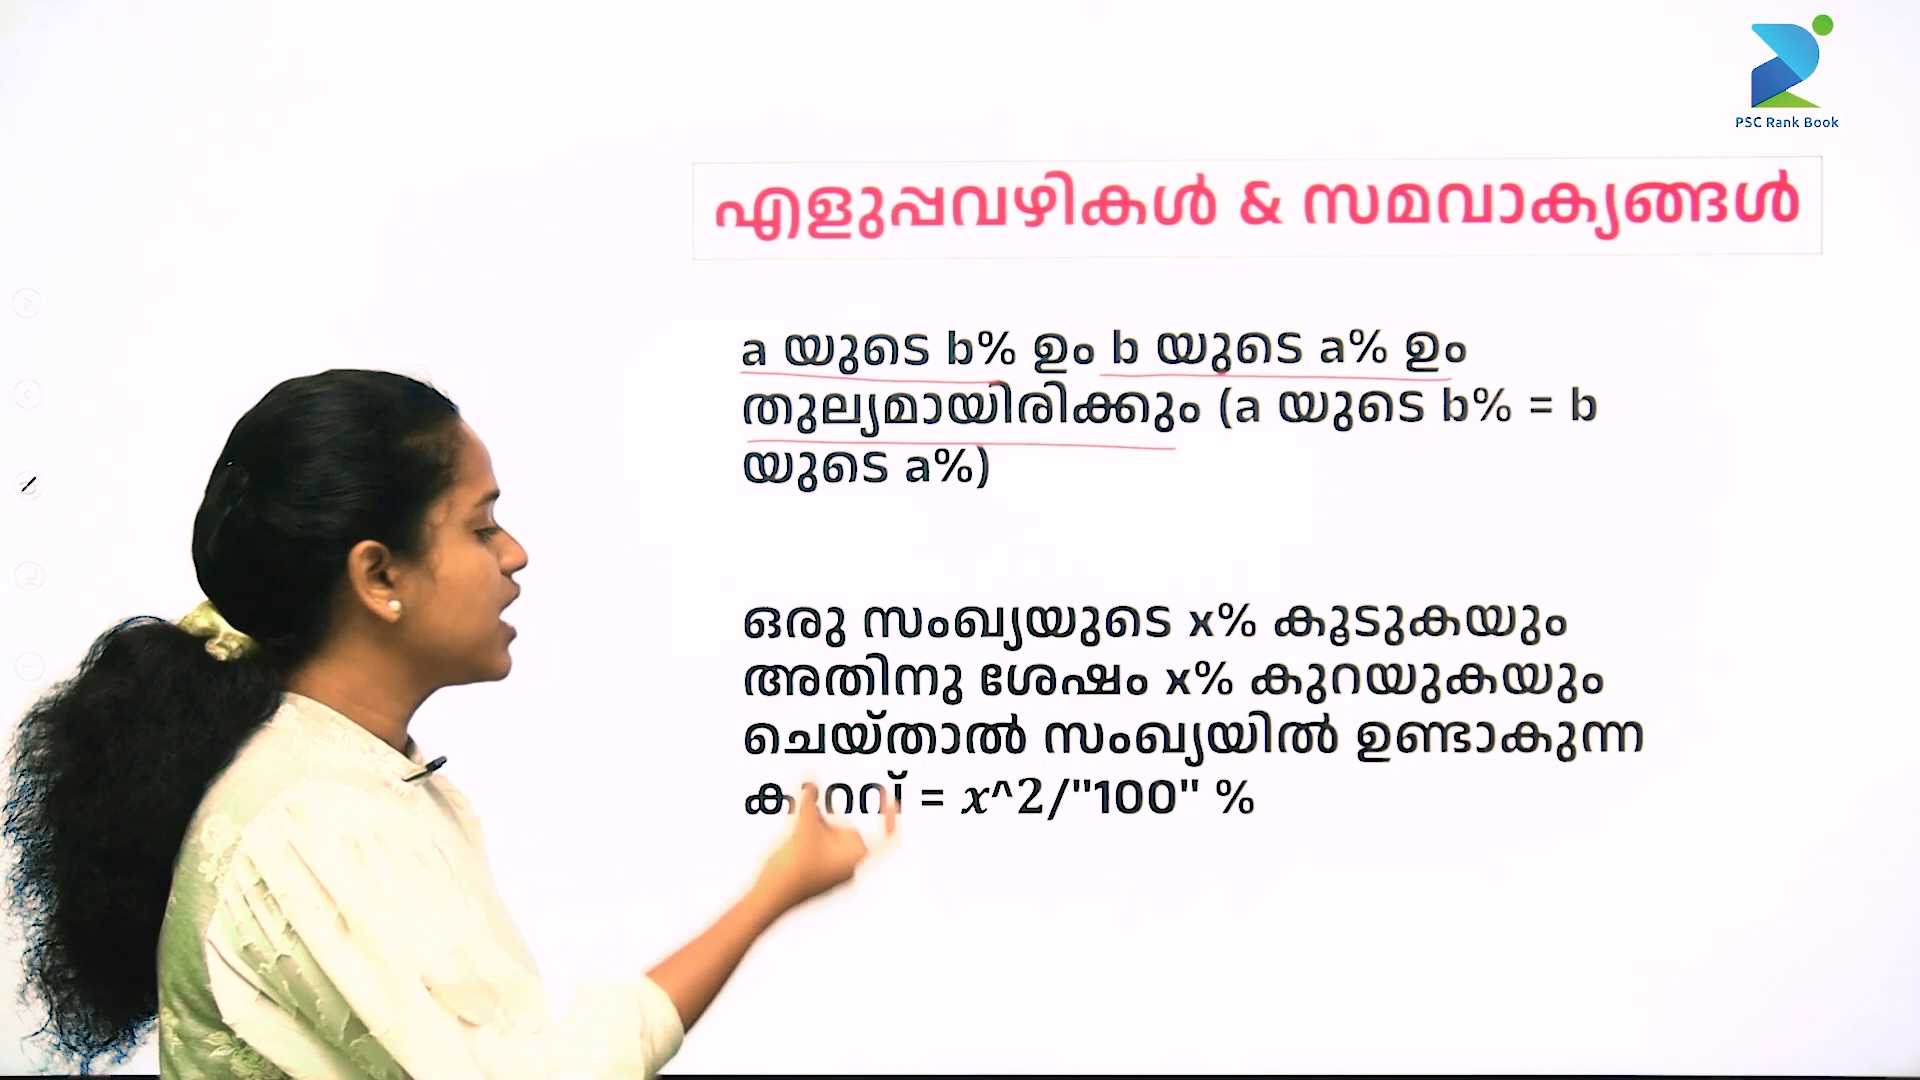 PSC Rank Book
എളുപ്പവഴികൾ & സമവാക്യങ്ങൾ
a യുടെ b% ഉം b യുടെ a% ഉം
തുല്യമായിരിക്കും (a യുടെ b% = b
യുടെ a%)
ഒരു സംഖ്യയുടെ x% കൂടുകയും
അതിനു ശേഷം x% കുറയുകയും
ചെയ്താൽ സംഖ്യയിൽ ഉണ്ടാകുന്ന
കുറവ് = x^2/"100" %